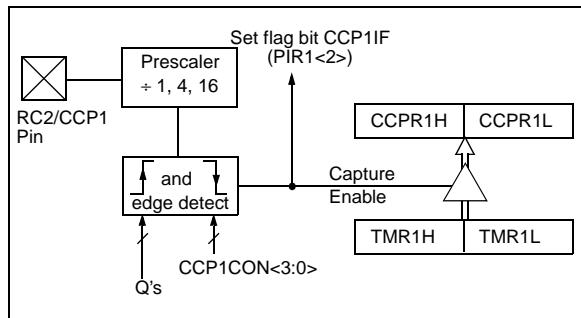 Set flag bit CCP1IF
(PIR1<2>)
Prescaler
÷ 1, 4, 16
RC2/CCP1
Pin
CCPR1H
CCPR1L
and
edge detect
Capture
Enable
TMR1H
TMR1L
CCP1CON<3:0>
Q's